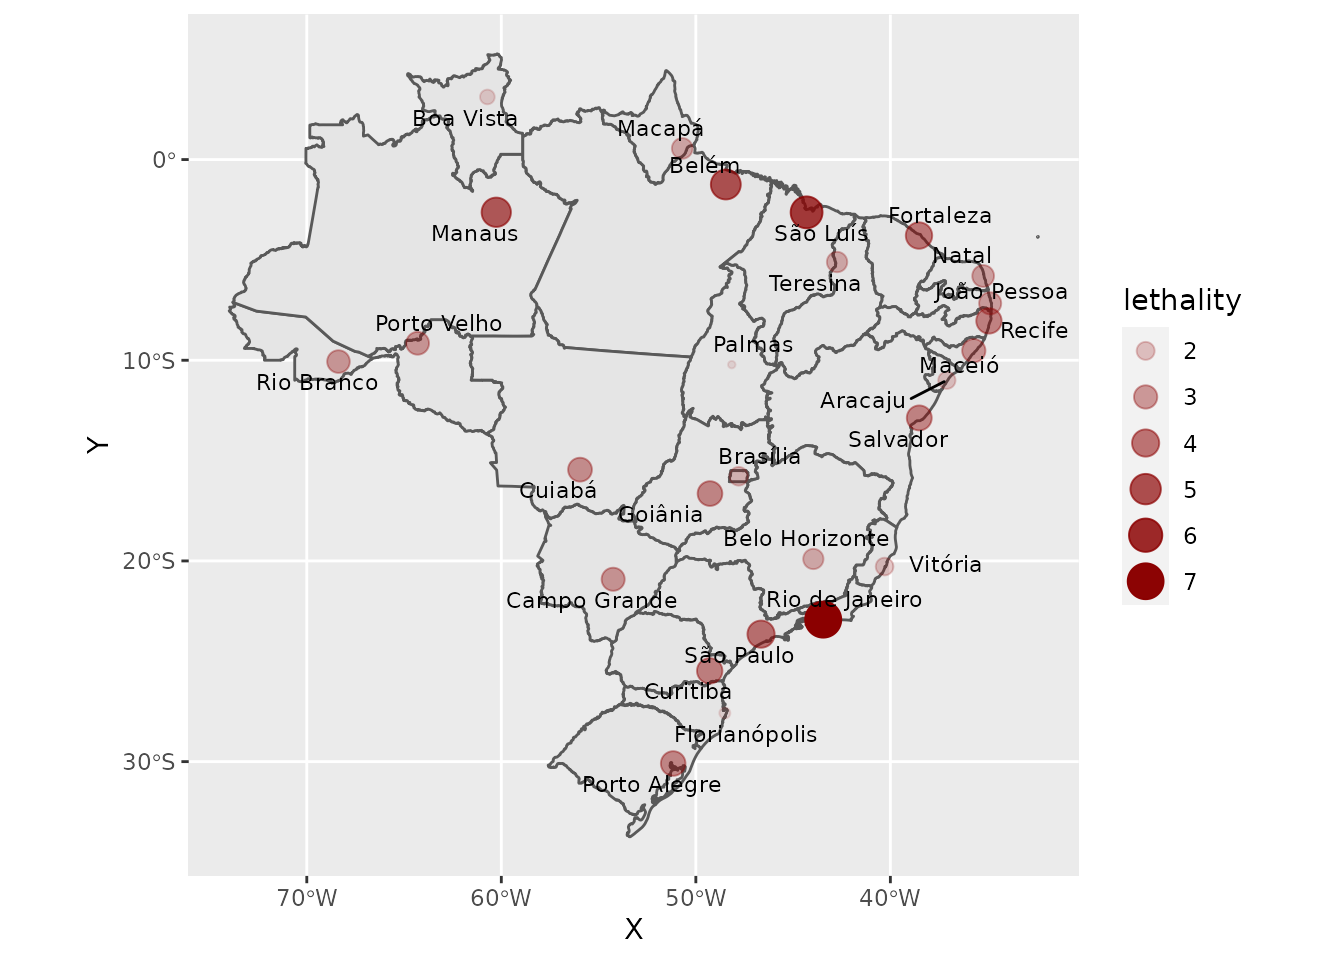 Boa Vista
Macapá
Belém
Manaus
São Luís
Fortaleza
Natal
Teresina
João Pessoa
Recife
Porto Velho
Palmas
Rio Branco
Maceió
Aracaju
Salvador
Brasília
Cuiabá
Goiânia
Belo Horizonte
Vitória
Campo Grande
Rio de Janeiro
São Paulo
Curitiba
Florianópolis
Porto Alegre
0°
10°S
20°S
30°S
Y
70°W
60°W
50°W
40°W
X
lethality
2
3
4
5
6
7